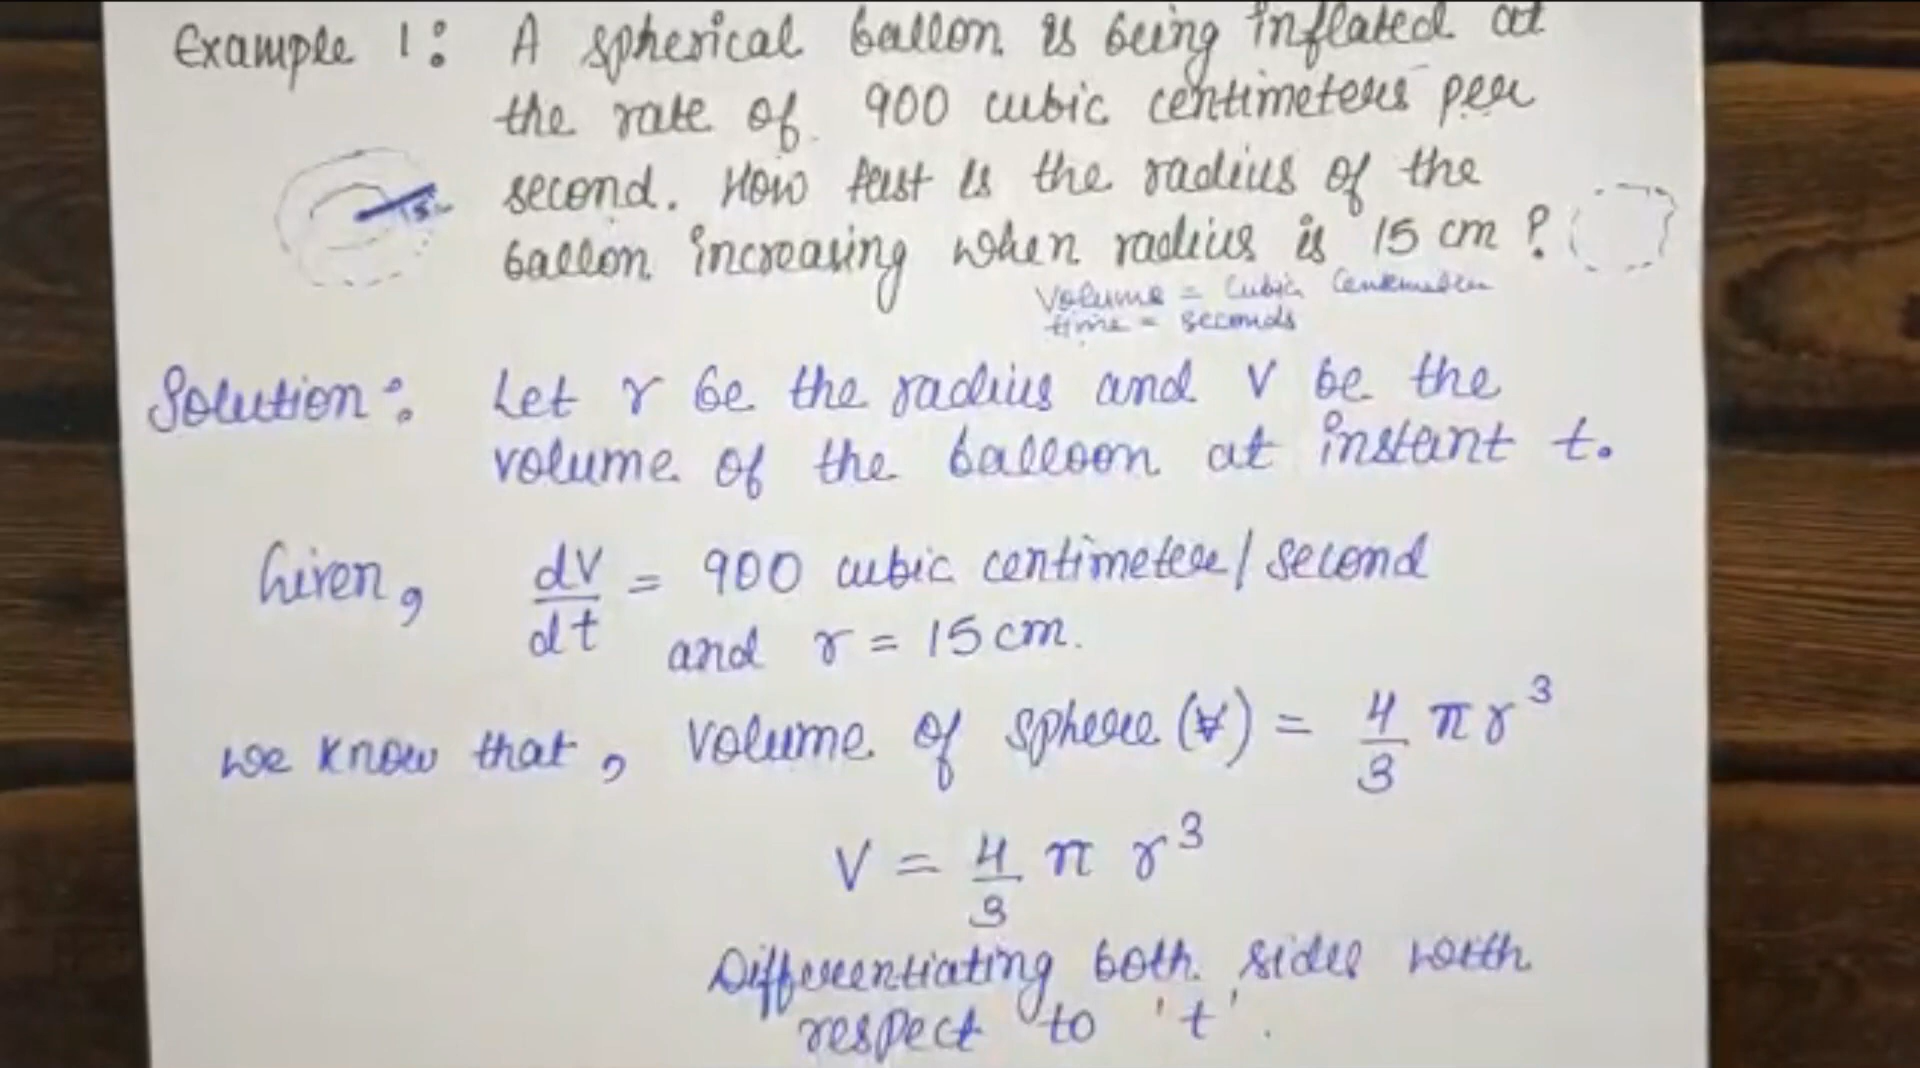 Example 1: A spherical ballon is being inflated at
the rate of 900 cubic centimeters per
second. How fast is the radius of the
ballon increasing when radius is 15 cm ?
15
Volume = Cubic Centimeter
time = seconds
Solution: Let r be the radius and V be the
volume of the balloon at instant t.
Given, dV/dt = 900 cubic centimeter/second
and r = 15 cm.
we know that, volume of sphere (V) = 4/3 πr³
V = 4/3 π r³
Differentiating both sides with
respect to 't'.